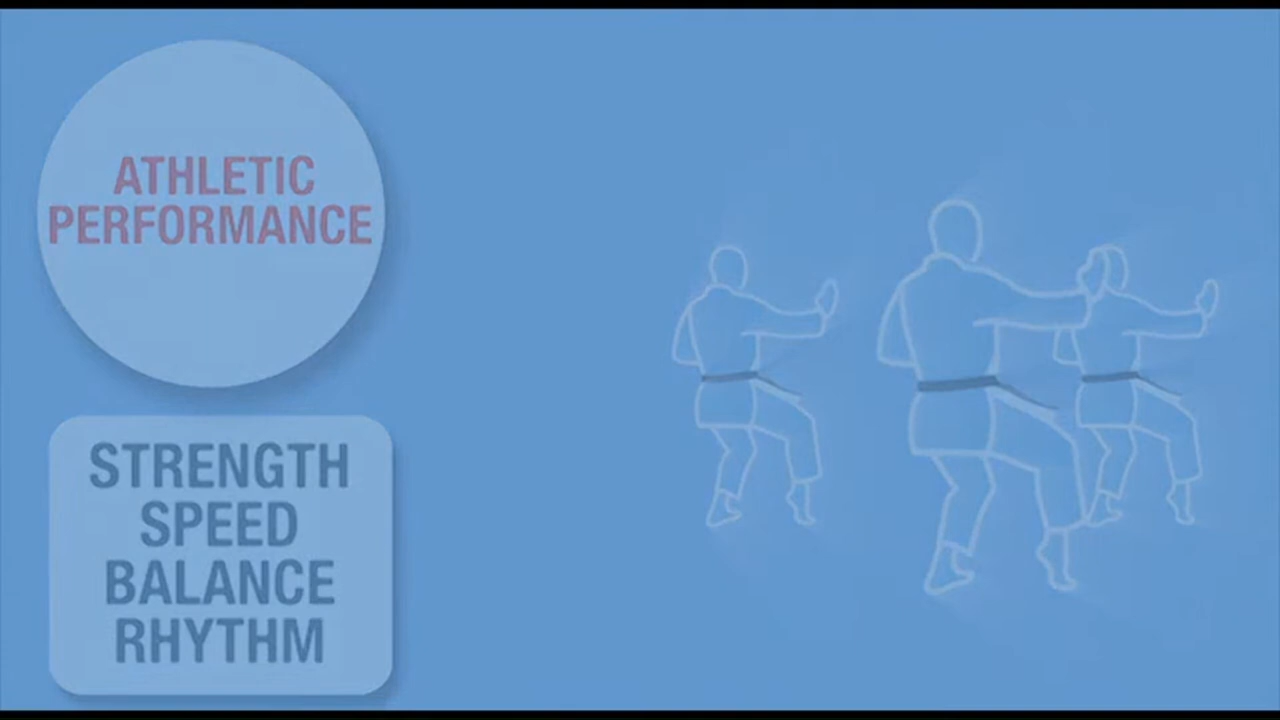 ATHLETIC
PERFORMANCE
STRENGTH
SPEED
BALANCE
RHYTHM